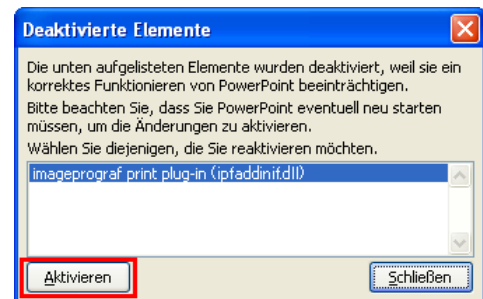 Deaktivierte Elemente
Die unten aufgelisteten Elemente wurden deaktiviert, weil sie ein
korrektes Funktionieren von PowerPoint beeinträchtigen.
Bitte beachten Sie, dass Sie PowerPoint eventuell neu starten
müssen, um die Änderungen zu aktivieren.
Wählen Sie diejenigen, die Sie reaktivieren möchten.
imageprograf print plug-in (ipfaddinif.dll)
Aktivieren
Schließen